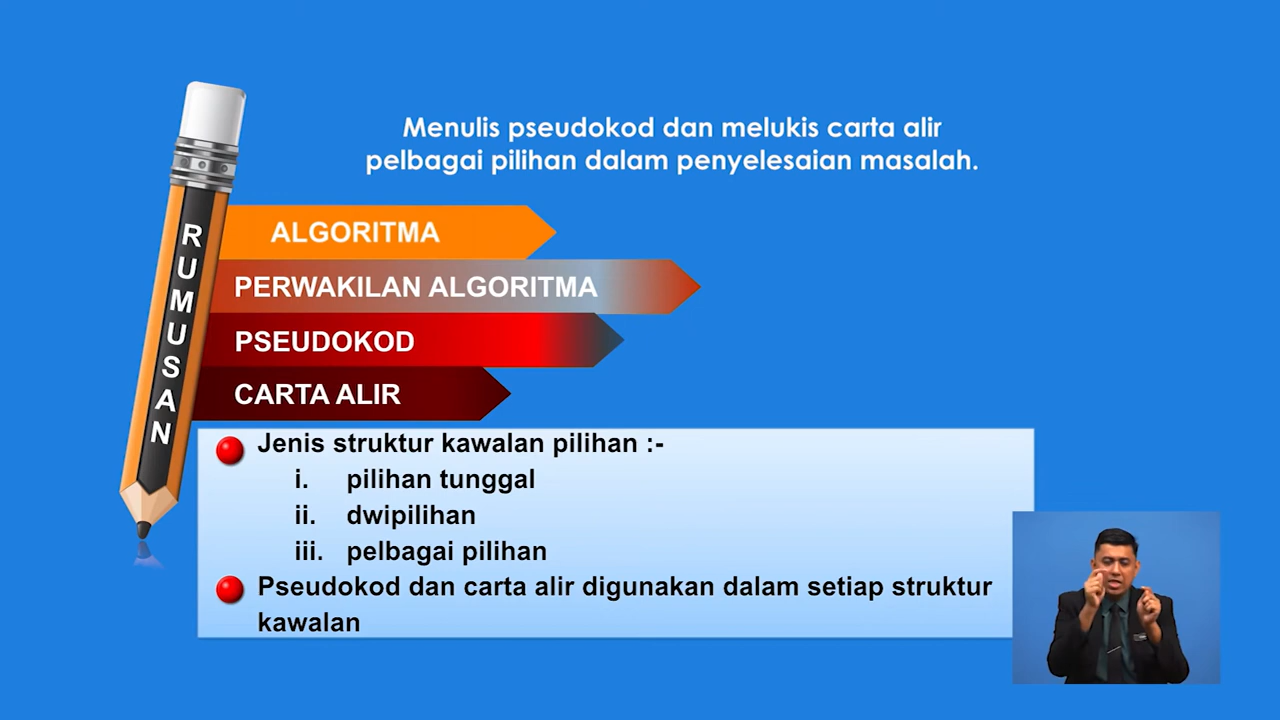 Menulis pseudokod dan melukis carta alir
pelbagai pilihan dalam penyelesaian masalah.
RUMUSAN
ALGORITMA
PERWAKILAN ALGORITMA
PSEUDOKOD
CARTA ALIR
Jenis struktur kawalan pilihan :-
i. pilihan tunggal
ii. dwipilihan
iii. pelbagai pilihan
Pseudokod dan carta alir digunakan dalam setiap struktur
kawalan